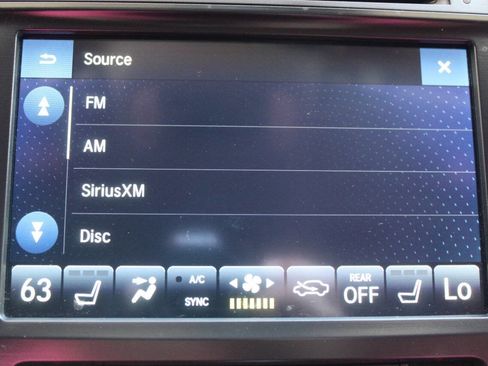 Source
FM
AM
SiriusXM
Disc
63 A/C SYNC REAR OFF Lo